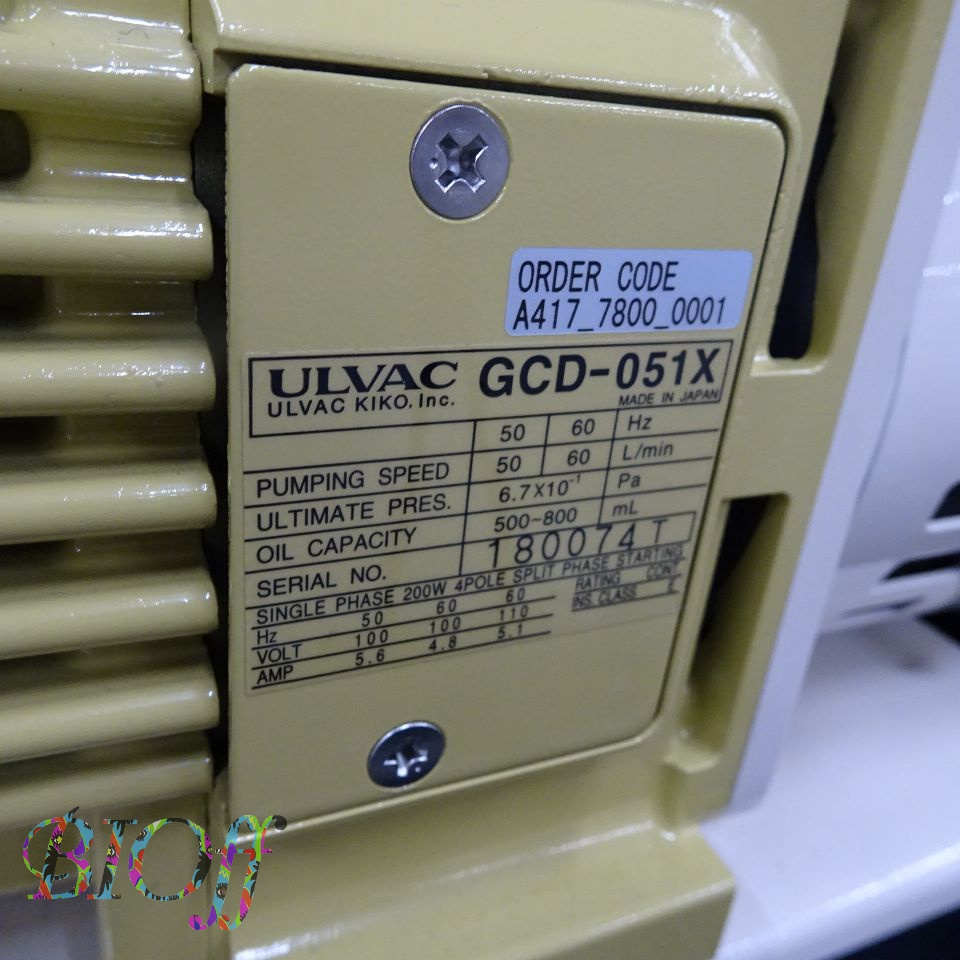 ORDER CODE
A417_7800_0001
ULVAC GCD-051X
ULVAC KIKO, Inc. MADE IN JAPAN
50 60 Hz
PUMPING SPEED 50 60 L/min
ULTIMATE PRES. 6.7X10⁻¹ Pa
OIL CAPACITY 500~800 mL
SERIAL NO. 180074T
SINGLE PHASE 200W 4POLE SPLIT PHASE STARTING
Hz 50 60 60 RATING CONT
VOLT 100 100 110 INS. CLASS E
AMP 5.6 4.8 5.1
BIOff